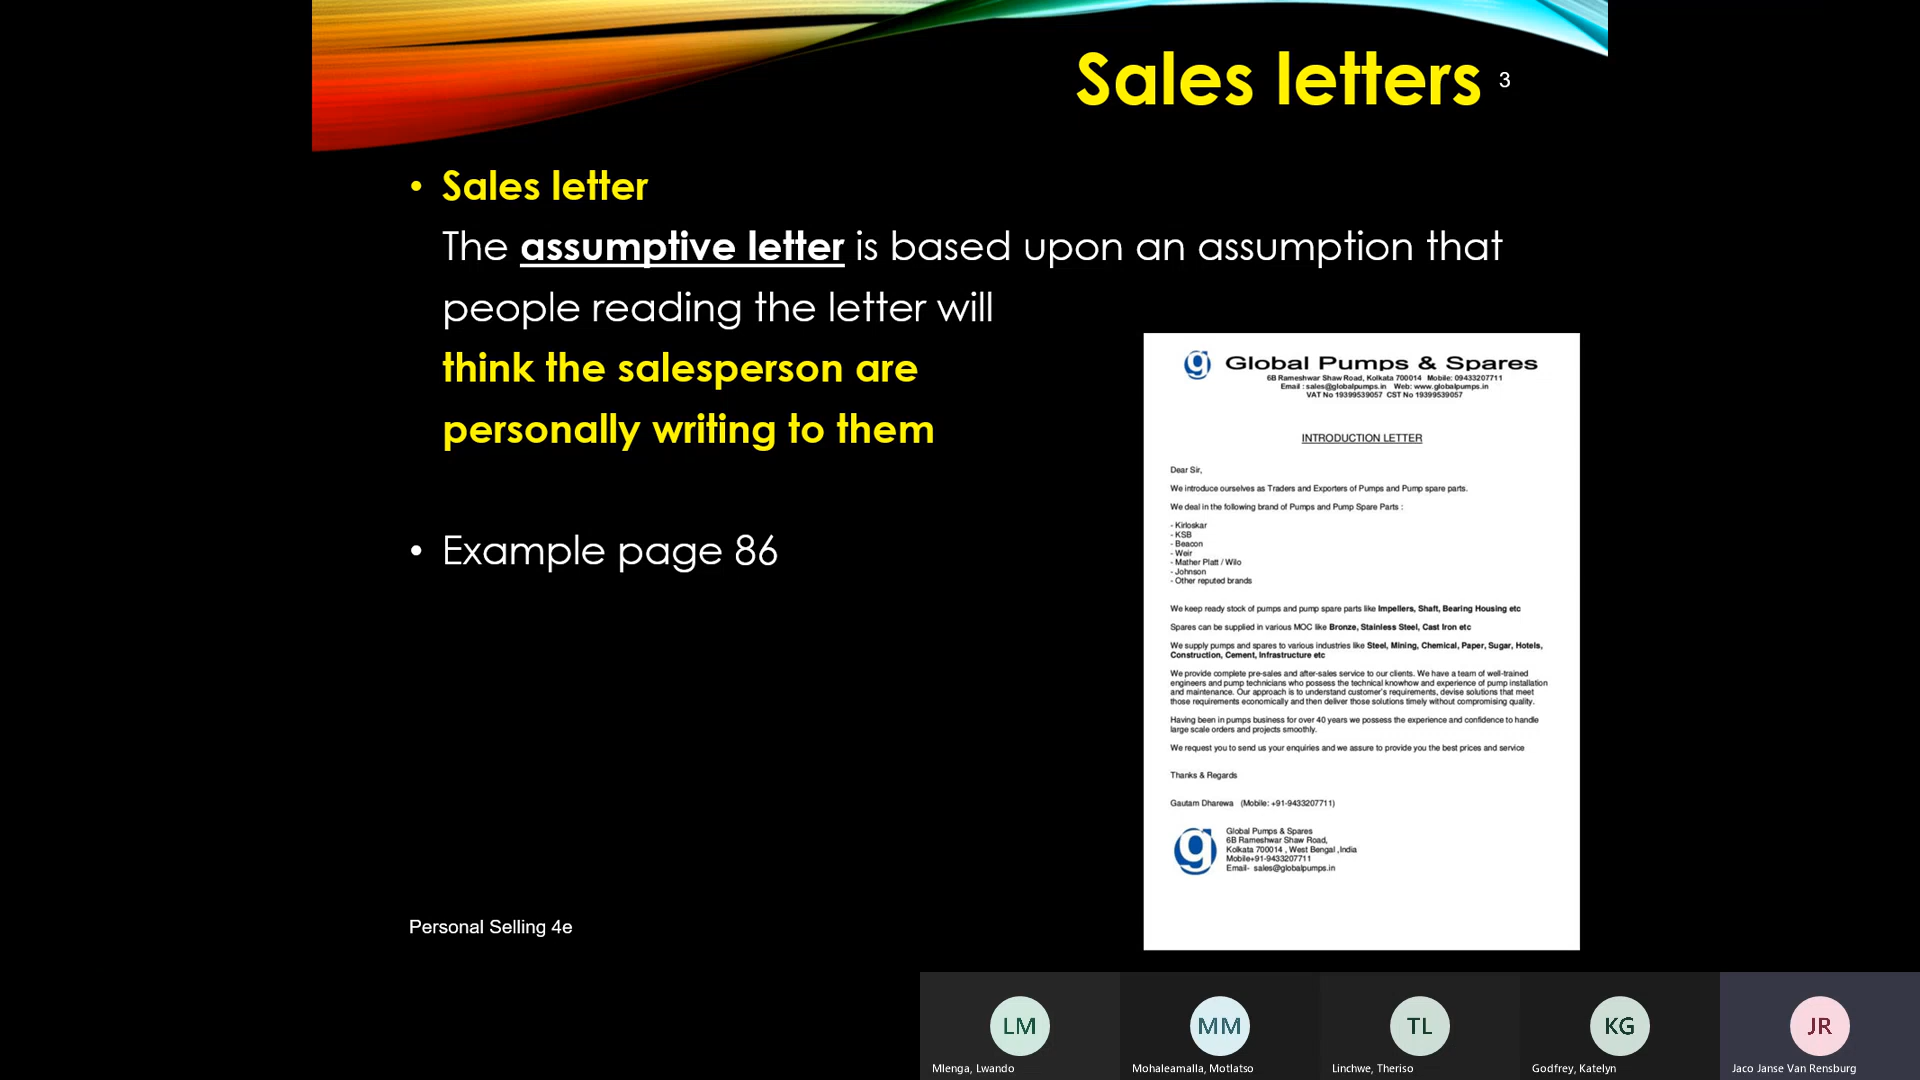 Sales letters 3
• Sales letter
The assumptive letter is based upon an assumption that
people reading the letter will
think the salesperson are
personally writing to them
• Example page 86
g Global Pumps & Spares
6B Rameshwar Shaw Road, Kolkata 700014 Mobile: 09433207711
Email : sales@globalpumps.in Web: www.globalpumps.in
VAT No 19399539057 CST No 19399539057
INTRODUCTION LETTER
Dear Sir,
We introduce ourselves as Traders and Exporters of Pumps and Pump spare parts.
We deal in the following brand of Pumps and Pump Spare Parts :
- Kirloskar
- KSB
- Beacon
- Weir
- Mather Platt / Wilo
- Johnson
- Other reputed brands
We keep ready stock of pumps and pump spare parts like Impellers, Shaft, Bearing Housing etc
Spares can be supplied in various MOC like Bronze, Stainless Steel, Cast Iron etc
We supply pumps and spares to various industries like Steel, Mining, Chemical, Paper, Sugar, Hotels,
Construction, Cement, Infrastructure etc
We provide complete pre-sales and after-sales service to our clients. We have a team of well-trained
engineers and pump technicians who possess the technical knowhow and experience of pump installation
and maintenance. Our approach is to understand customer's requirements, devise solutions that meet
those requirements economically and then deliver those solutions timely without compromising quality.
Having been in pumps business for over 40 years we possess the experience and confidence to handle
large scale orders and projects smoothly.
We request you to send us your enquiries and we assure to provide you the best prices and service
Thanks & Regards
Gautam Dharewa (Mobile: +91-9433207711)
g
Global Pumps & Spares
6B Rameshwar Shaw Road,
Kolkata 700014 , West Bengal ,India
Mobile+91-9433207711
Email- sales@globalpumps.in
Personal Selling 4e
LM MM TL KG JR
Mlenga, Lwando Mohaleamalla, Motlatso Linchwe, Theriso Godfrey, Katelyn Jaco Janse Van Rensburg